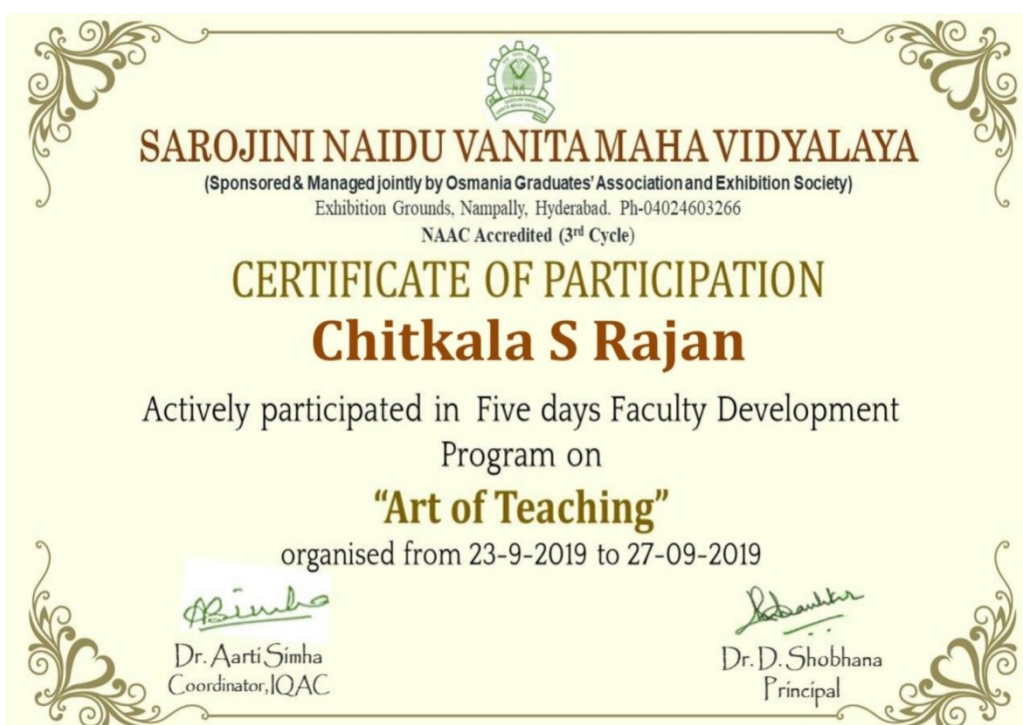 SAROJINI NAIDU VANITA MAHA VIDYALAYA
(Sponsored & Managed jointly by Osmania Graduates' Association and Exhibition Society)
Exhibition Grounds, Nampally, Hyderabad. Ph-04024603266
NAAC Accredited (3rd Cycle)
CERTIFICATE OF PARTICIPATION
Chitkala S Rajan
Actively participated in Five days Faculty Development
Program on
“Art of Teaching”
organised from 23-9-2019 to 27-09-2019
ASimha
Dr. Aarti Simha
Coordinator, IQAC
Dr. D. Shobhana
Principal